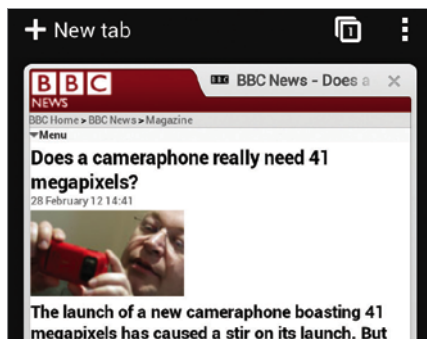 + New tab 1
BBC BBC News - Does a ×
NEWS
BBC Home > BBC News > Magazine
Menu
Does a cameraphone really need 41
megapixels?
28 February 12 14:41
The launch of a new cameraphone boasting 41
megapixels has caused a stir on its launch. But